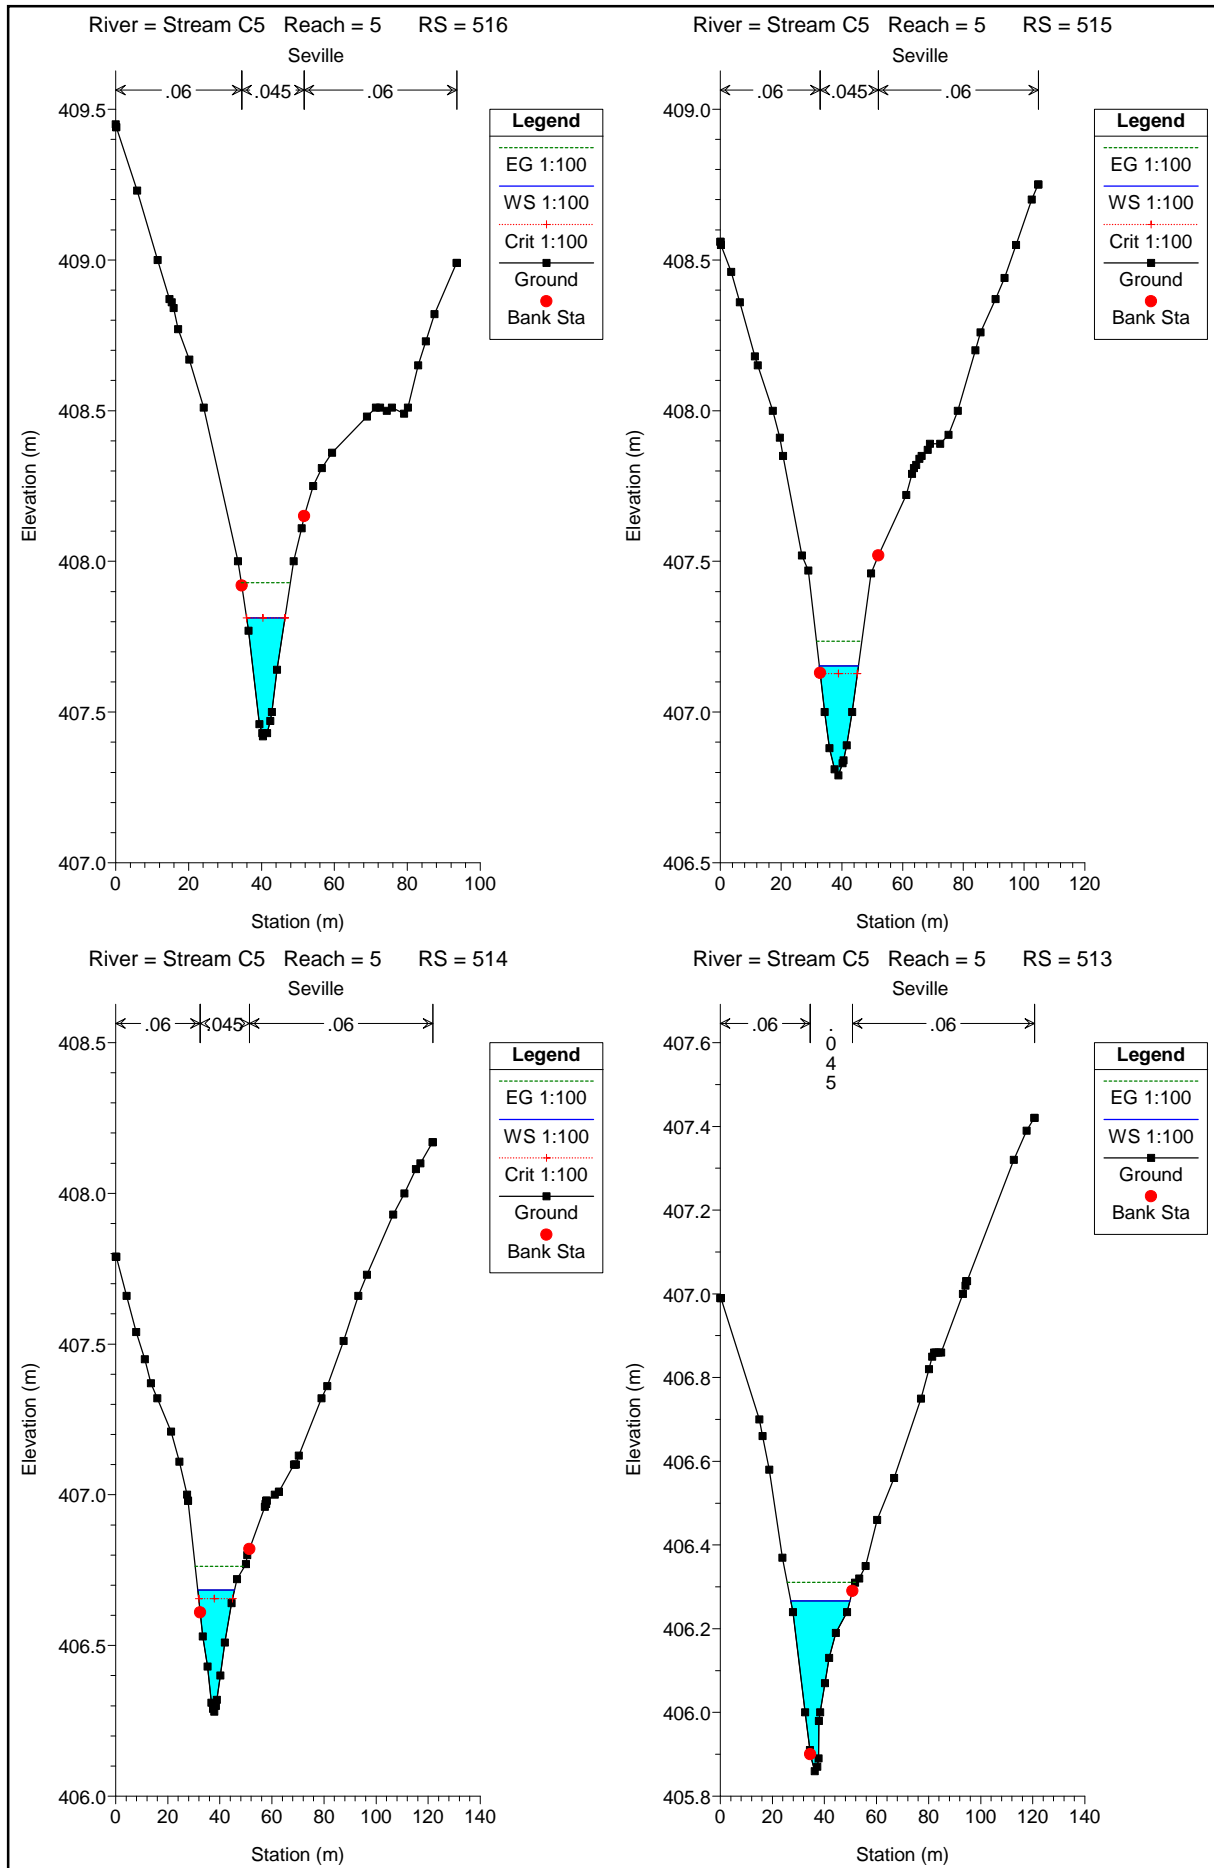 River = Stream C5 Reach = 5 RS = 516
Seville
.06 .045 .06
409.5
409.0
408.5
408.0
407.5
407.0
Elevation (m)
0 20 40 60 80 100
Station (m)
Legend
EG 1:100
WS 1:100
Crit 1:100
Ground
Bank Sta
River = Stream C5 Reach = 5 RS = 515
Seville
.06 .045 .06
409.0
408.5
408.0
407.5
407.0
406.5
Elevation (m)
0 20 40 60 80 100 120
Station (m)
Legend
EG 1:100
WS 1:100
Crit 1:100
Ground
Bank Sta
River = Stream C5 Reach = 5 RS = 514
Seville
.06 .045 .06
408.5
408.0
407.5
407.0
406.5
406.0
Elevation (m)
0 20 40 60 80 100 120 140
Station (m)
Legend
EG 1:100
WS 1:100
Crit 1:100
Ground
Bank Sta
River = Stream C5 Reach = 5 RS = 513
Seville
.06 .045 .06
407.6
407.4
407.2
407.0
406.8
406.6
406.4
406.2
406.0
405.8
Elevation (m)
0 20 40 60 80 100 120 140
Station (m)
Legend
EG 1:100
WS 1:100
Ground
Bank Sta